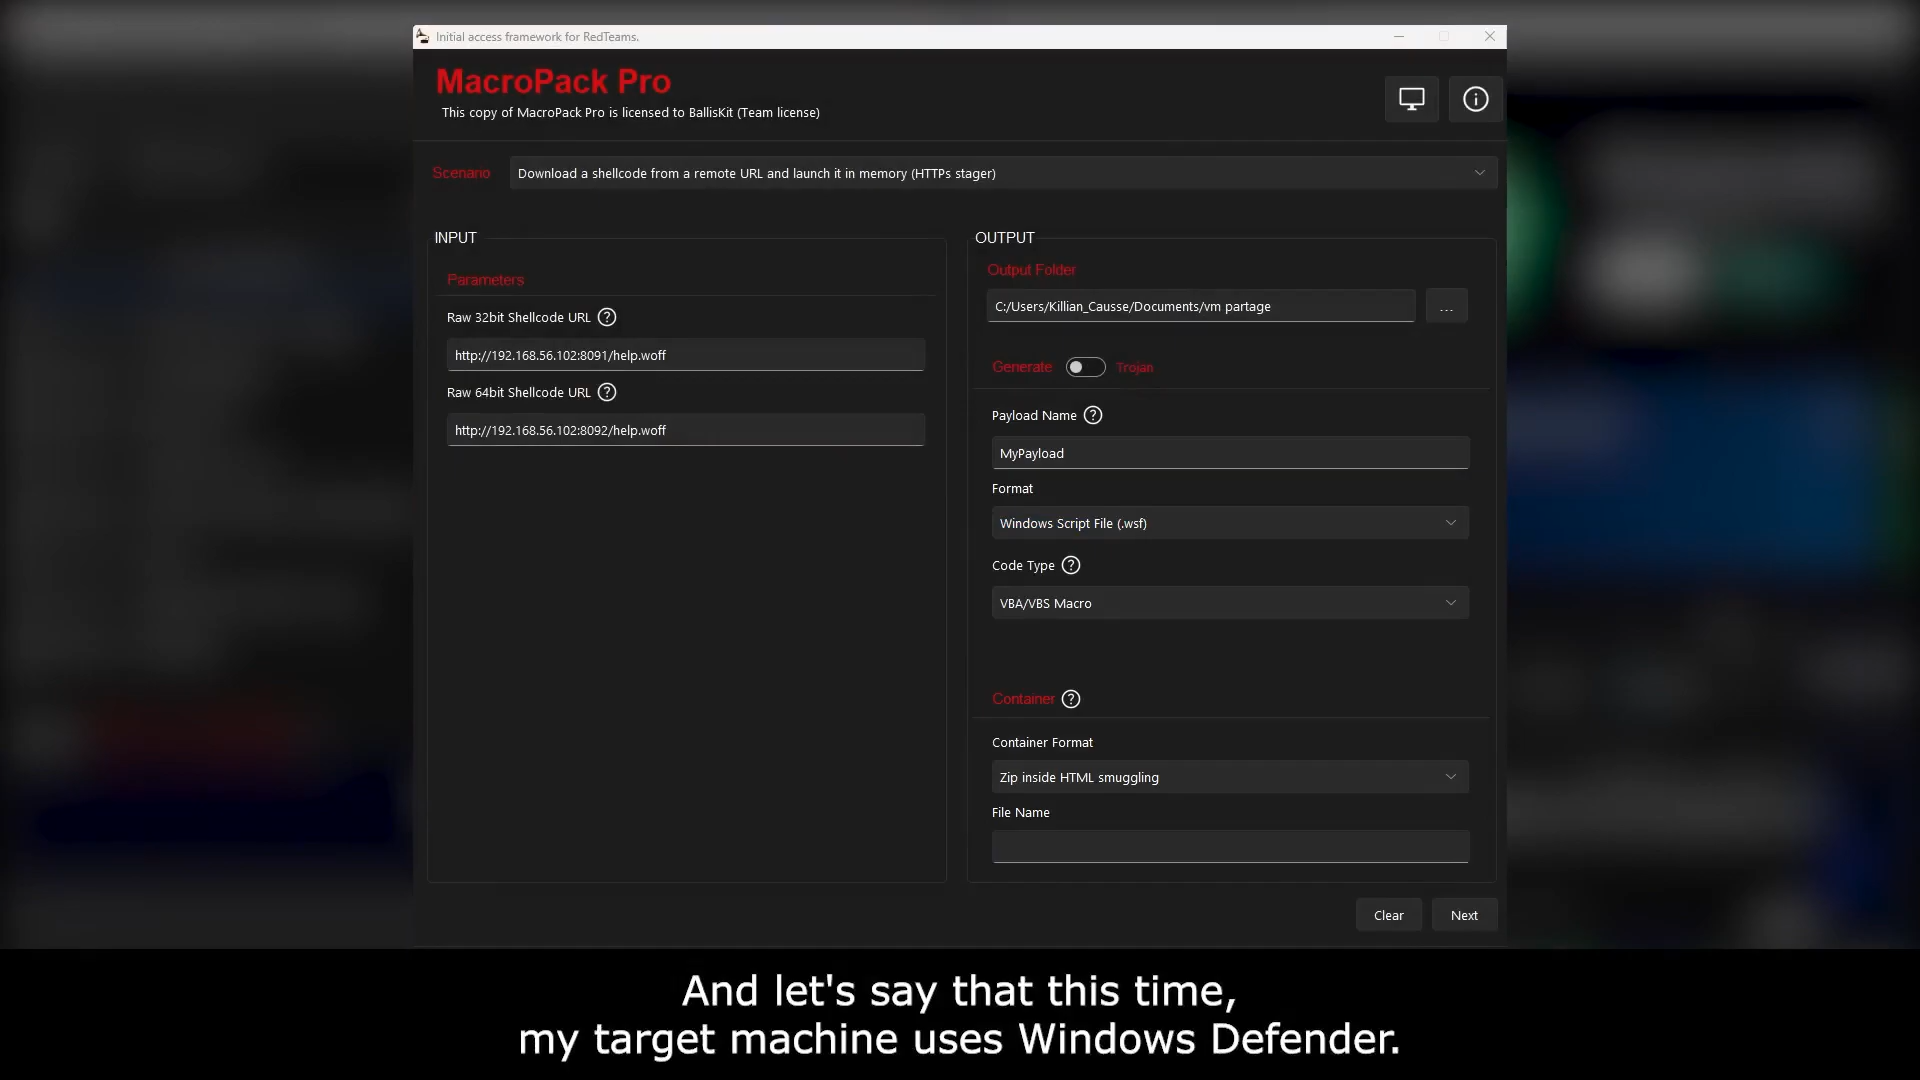 Initial access framework for RedTeams.
MacroPack Pro
This copy of MacroPack Pro is licensed to BallisKit (Team license)
Scenario
Download a shellcode from a remote URL and launch it in memory (HTTPs stager)
INPUT
Parameters
Raw 32bit Shellcode URL ?
http://192.168.56.102:8091/help.woff
Raw 64bit Shellcode URL ?
http://192.168.56.102:8092/help.woff
OUTPUT
Output Folder
C:/Users/Killian_Causse/Documents/vm partage
...
Generate Trojan
Payload Name ?
MyPayload
Format
Windows Script File (.wsf)
Code Type ?
VBA/VBS Macro
Container ?
Container Format
Zip inside HTML smuggling
File Name
Clear Next
And let's say that this time,
my target machine uses Windows Defender.